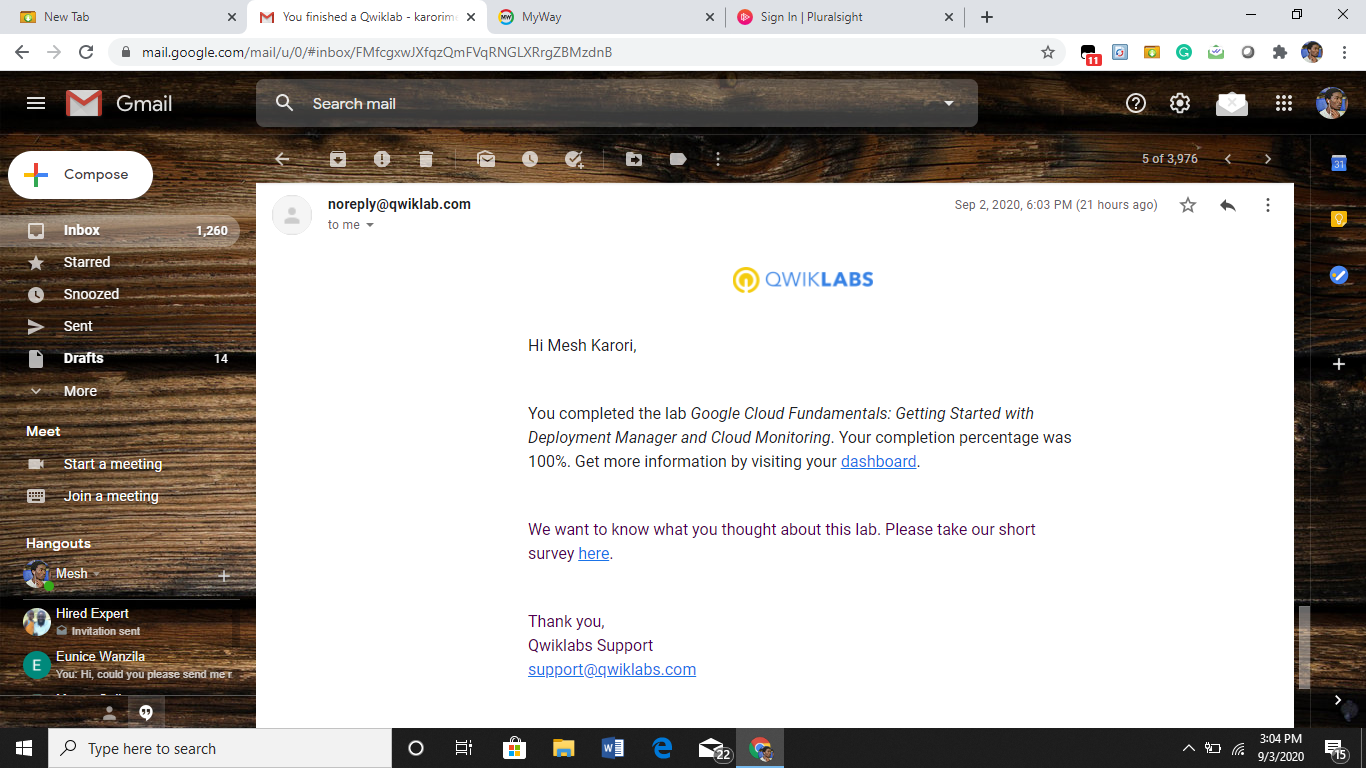 New Tab
You finished a Qwiklab - karorime
MyWay
Sign In | Pluralsight
mail.google.com/mail/u/0/#inbox/FMfcgxwJXfqzQmFVqRNGLXRrgZBMzdnB
11
Gmail
Search mail
Compose
5 of 3,976
31
Inbox 1,260
Starred
Snoozed
Sent
Drafts 14
More
Meet
Start a meeting
Join a meeting
Hangouts
Mesh
Hired Expert
Invitation sent
E
Eunice Wanzila
You: Hi, could you please send me r
noreply@qwiklab.com
to me
Sep 2, 2020, 6:03 PM (21 hours ago)
QWIKLABS
Hi Mesh Karori,
You completed the lab Google Cloud Fundamentals: Getting Started with
Deployment Manager and Cloud Monitoring. Your completion percentage was
100%. Get more information by visiting your dashboard.
We want to know what you thought about this lab. Please take our short
survey here.
Thank you,
Qwiklabs Support
support@qwiklabs.com
Type here to search
22
3:04 PM
9/3/2020
15